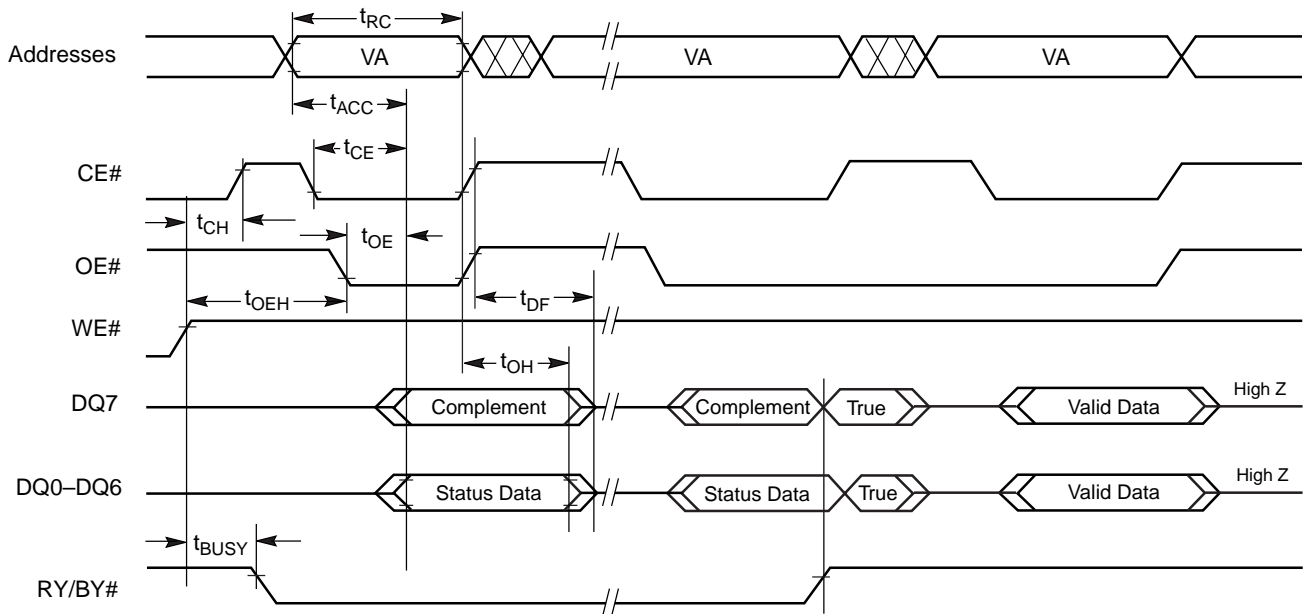 tRC
Addresses VA VA VA
tACC
tCE
CE#
tCH tOE
OE#
tOEH tDF
WE#
tOH
DQ7 Complement Complement True Valid Data High Z
DQ0–DQ6 Status Data Status Data True Valid Data High Z
tBUSY
RY/BY#